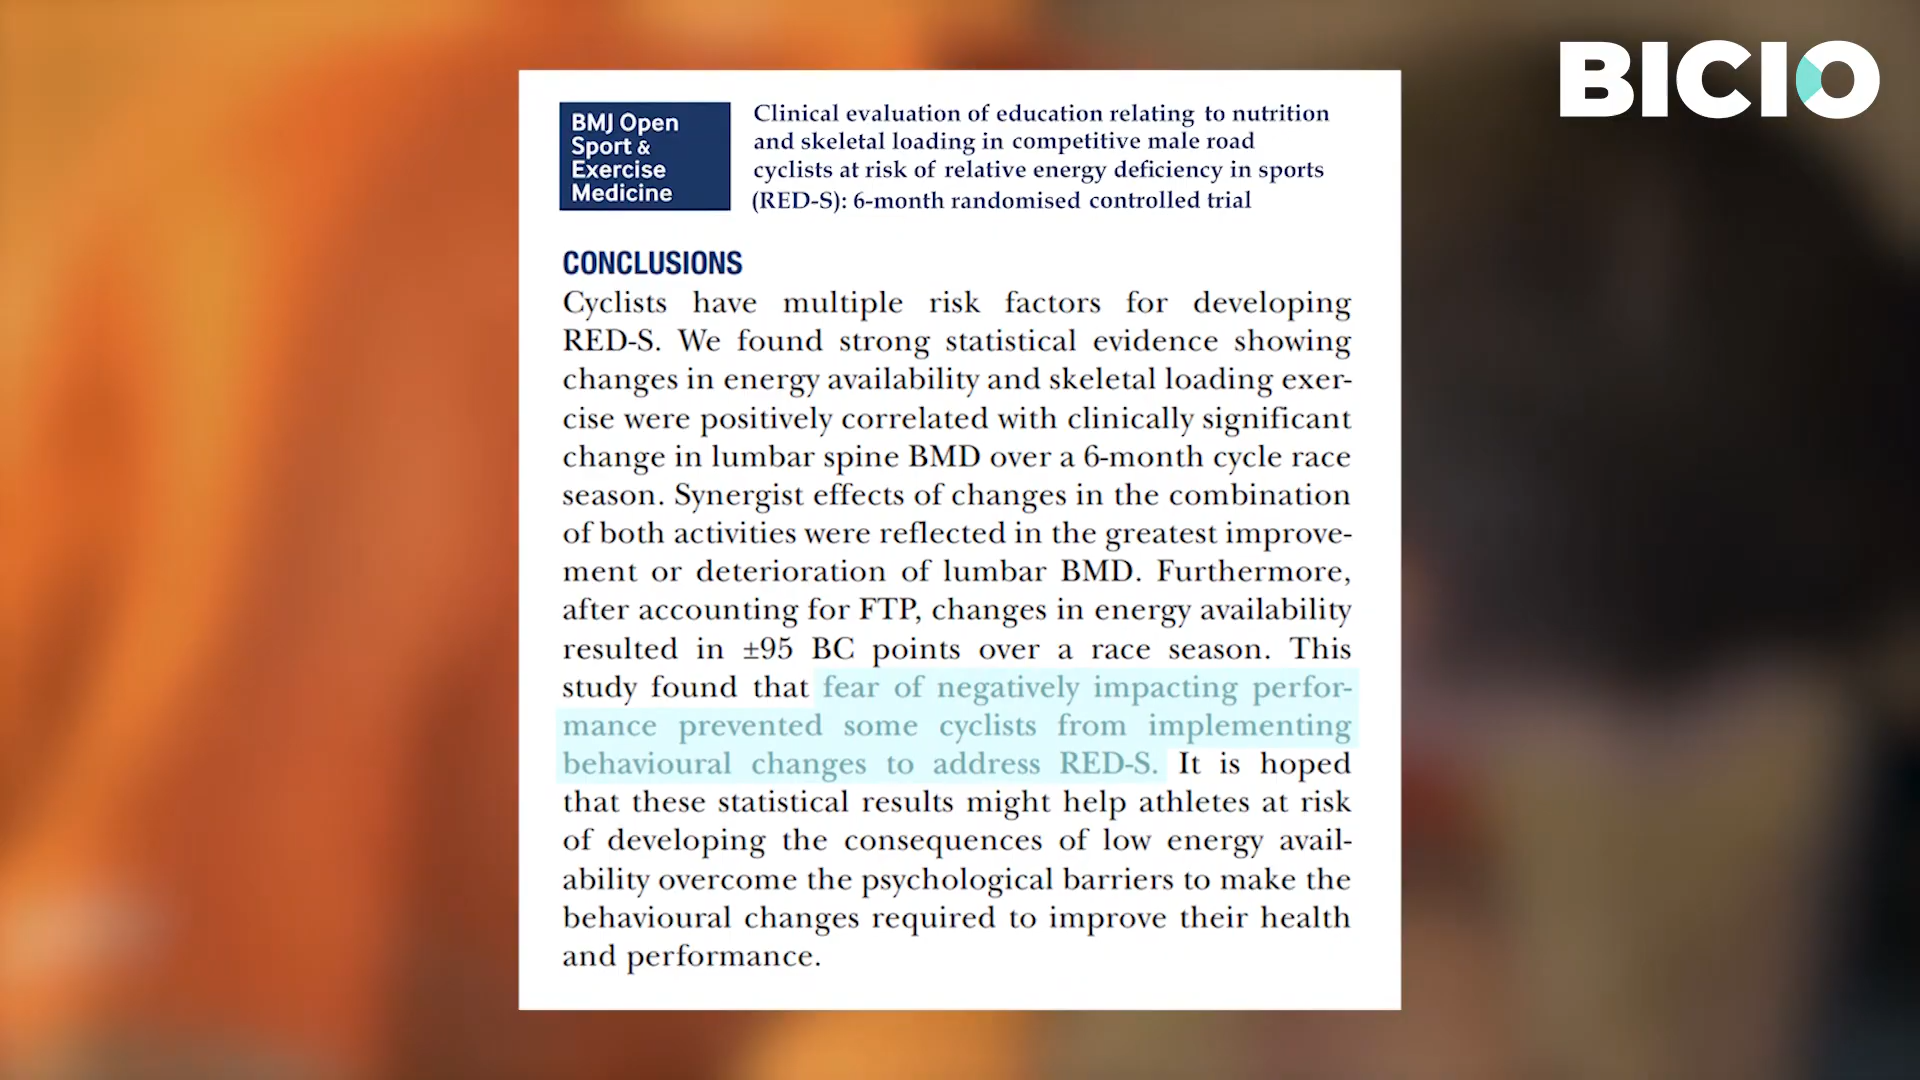 BICIO
BMJ Open
Sport &
Exercise
Medicine
Clinical evaluation of education relating to nutrition
and skeletal loading in competitive male road
cyclists at risk of relative energy deficiency in sports
(RED-S): 6-month randomised controlled trial
CONCLUSIONS
Cyclists have multiple risk factors for developing
RED-S. We found strong statistical evidence showing
changes in energy availability and skeletal loading exer-
cise were positively correlated with clinically significant
change in lumbar spine BMD over a 6-month cycle race
season. Synergist effects of changes in the combination
of both activities were reflected in the greatest improve-
ment or deterioration of lumbar BMD. Furthermore,
after accounting for FTP, changes in energy availability
resulted in ±95 BC points over a race season. This
study found that fear of negatively impacting perfor-
mance prevented some cyclists from implementing
behavioural changes to address RED-S. It is hoped
that these statistical results might help athletes at risk
of developing the consequences of low energy avail-
ability overcome the psychological barriers to make the
behavioural changes required to improve their health
and performance.